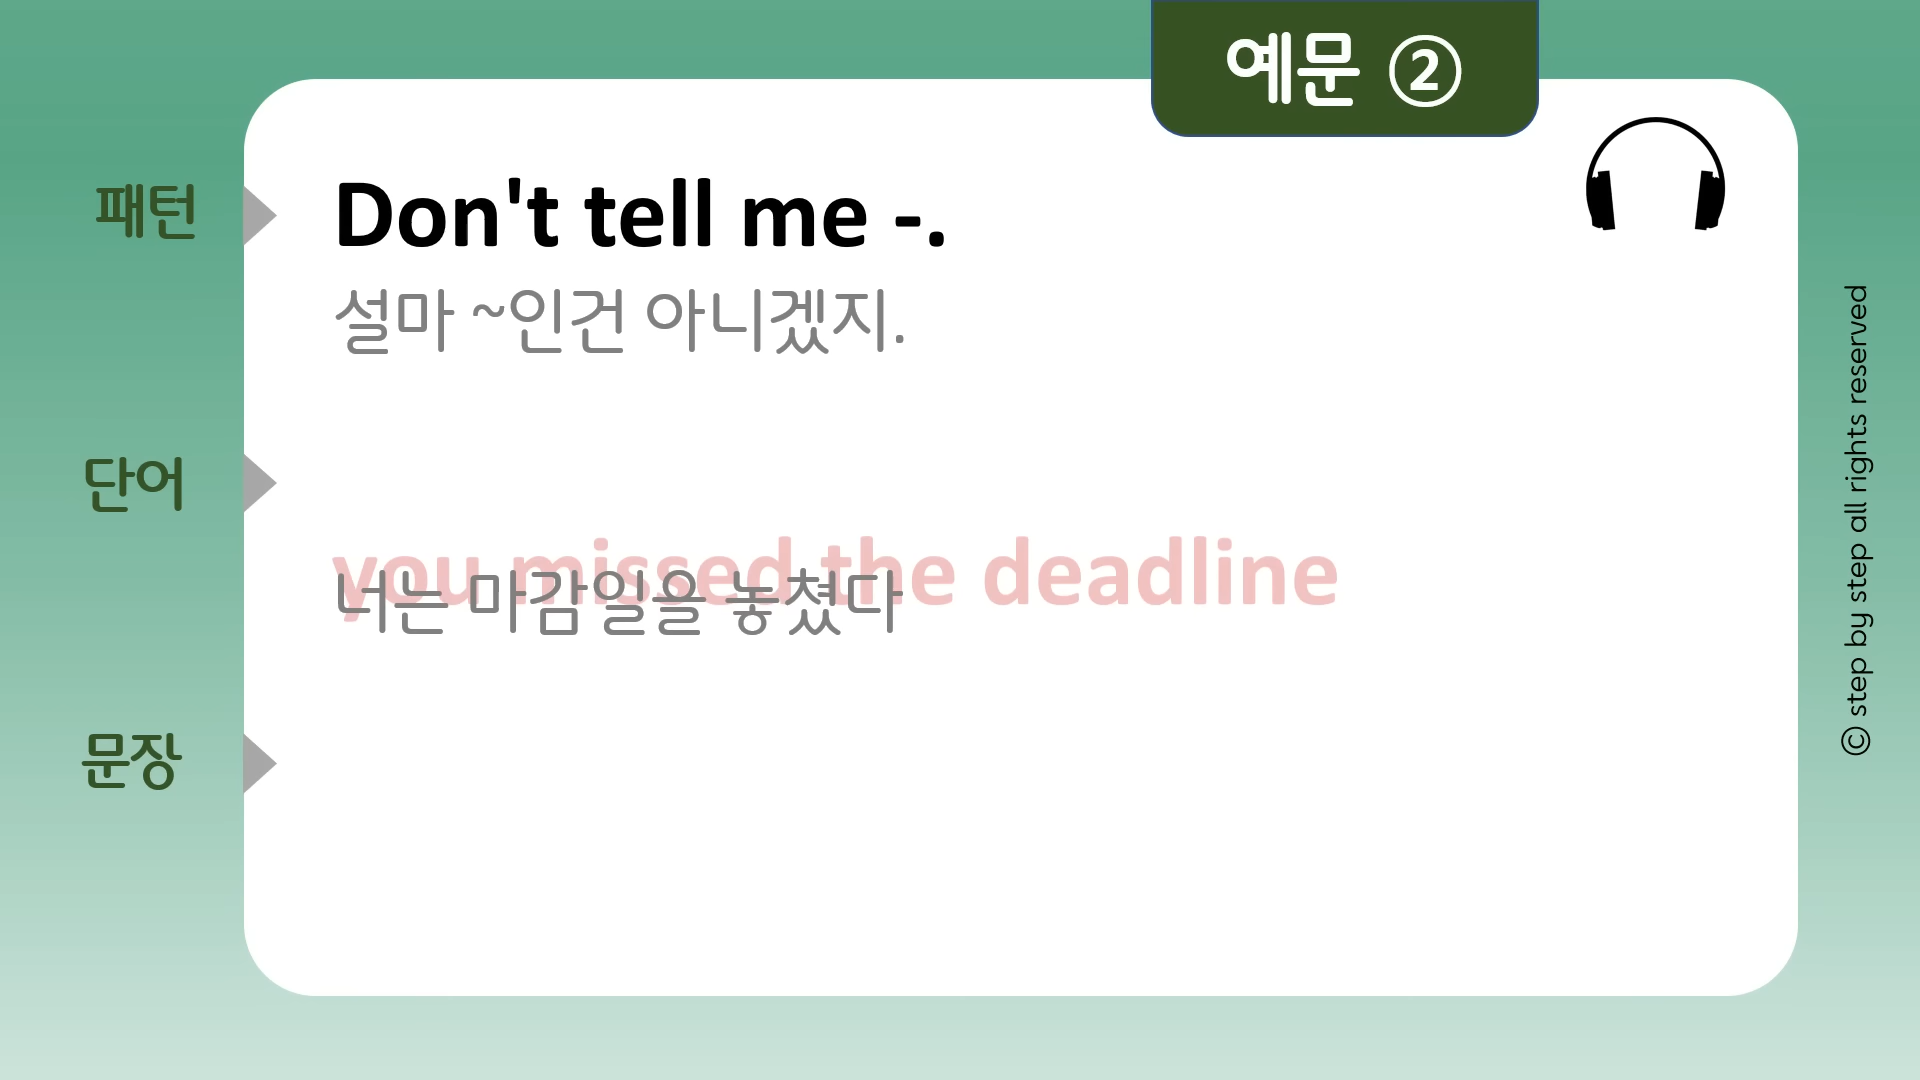 예문 ②
패턴
Don't tell me -.
설마 ~인건 아니겠지.
단어
you missed the deadline
너는 마감일을 놓쳤다
문장
© step by step all rights reserved